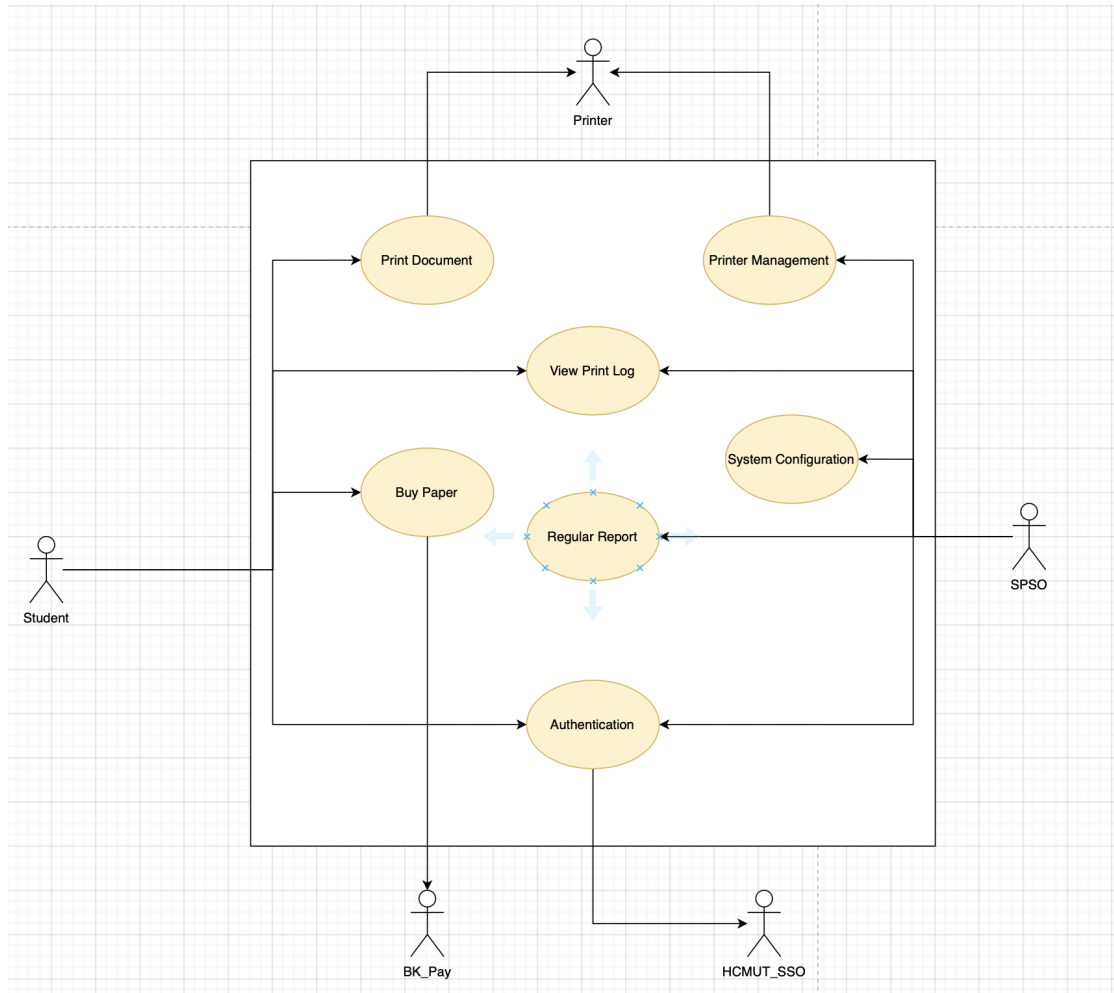 Printer
Print Document
Printer Management
View Print Log
System Configuration
Buy Paper
Regular Report
Student
SPSO
Authentication
BK_Pay
HCMUT_SSO